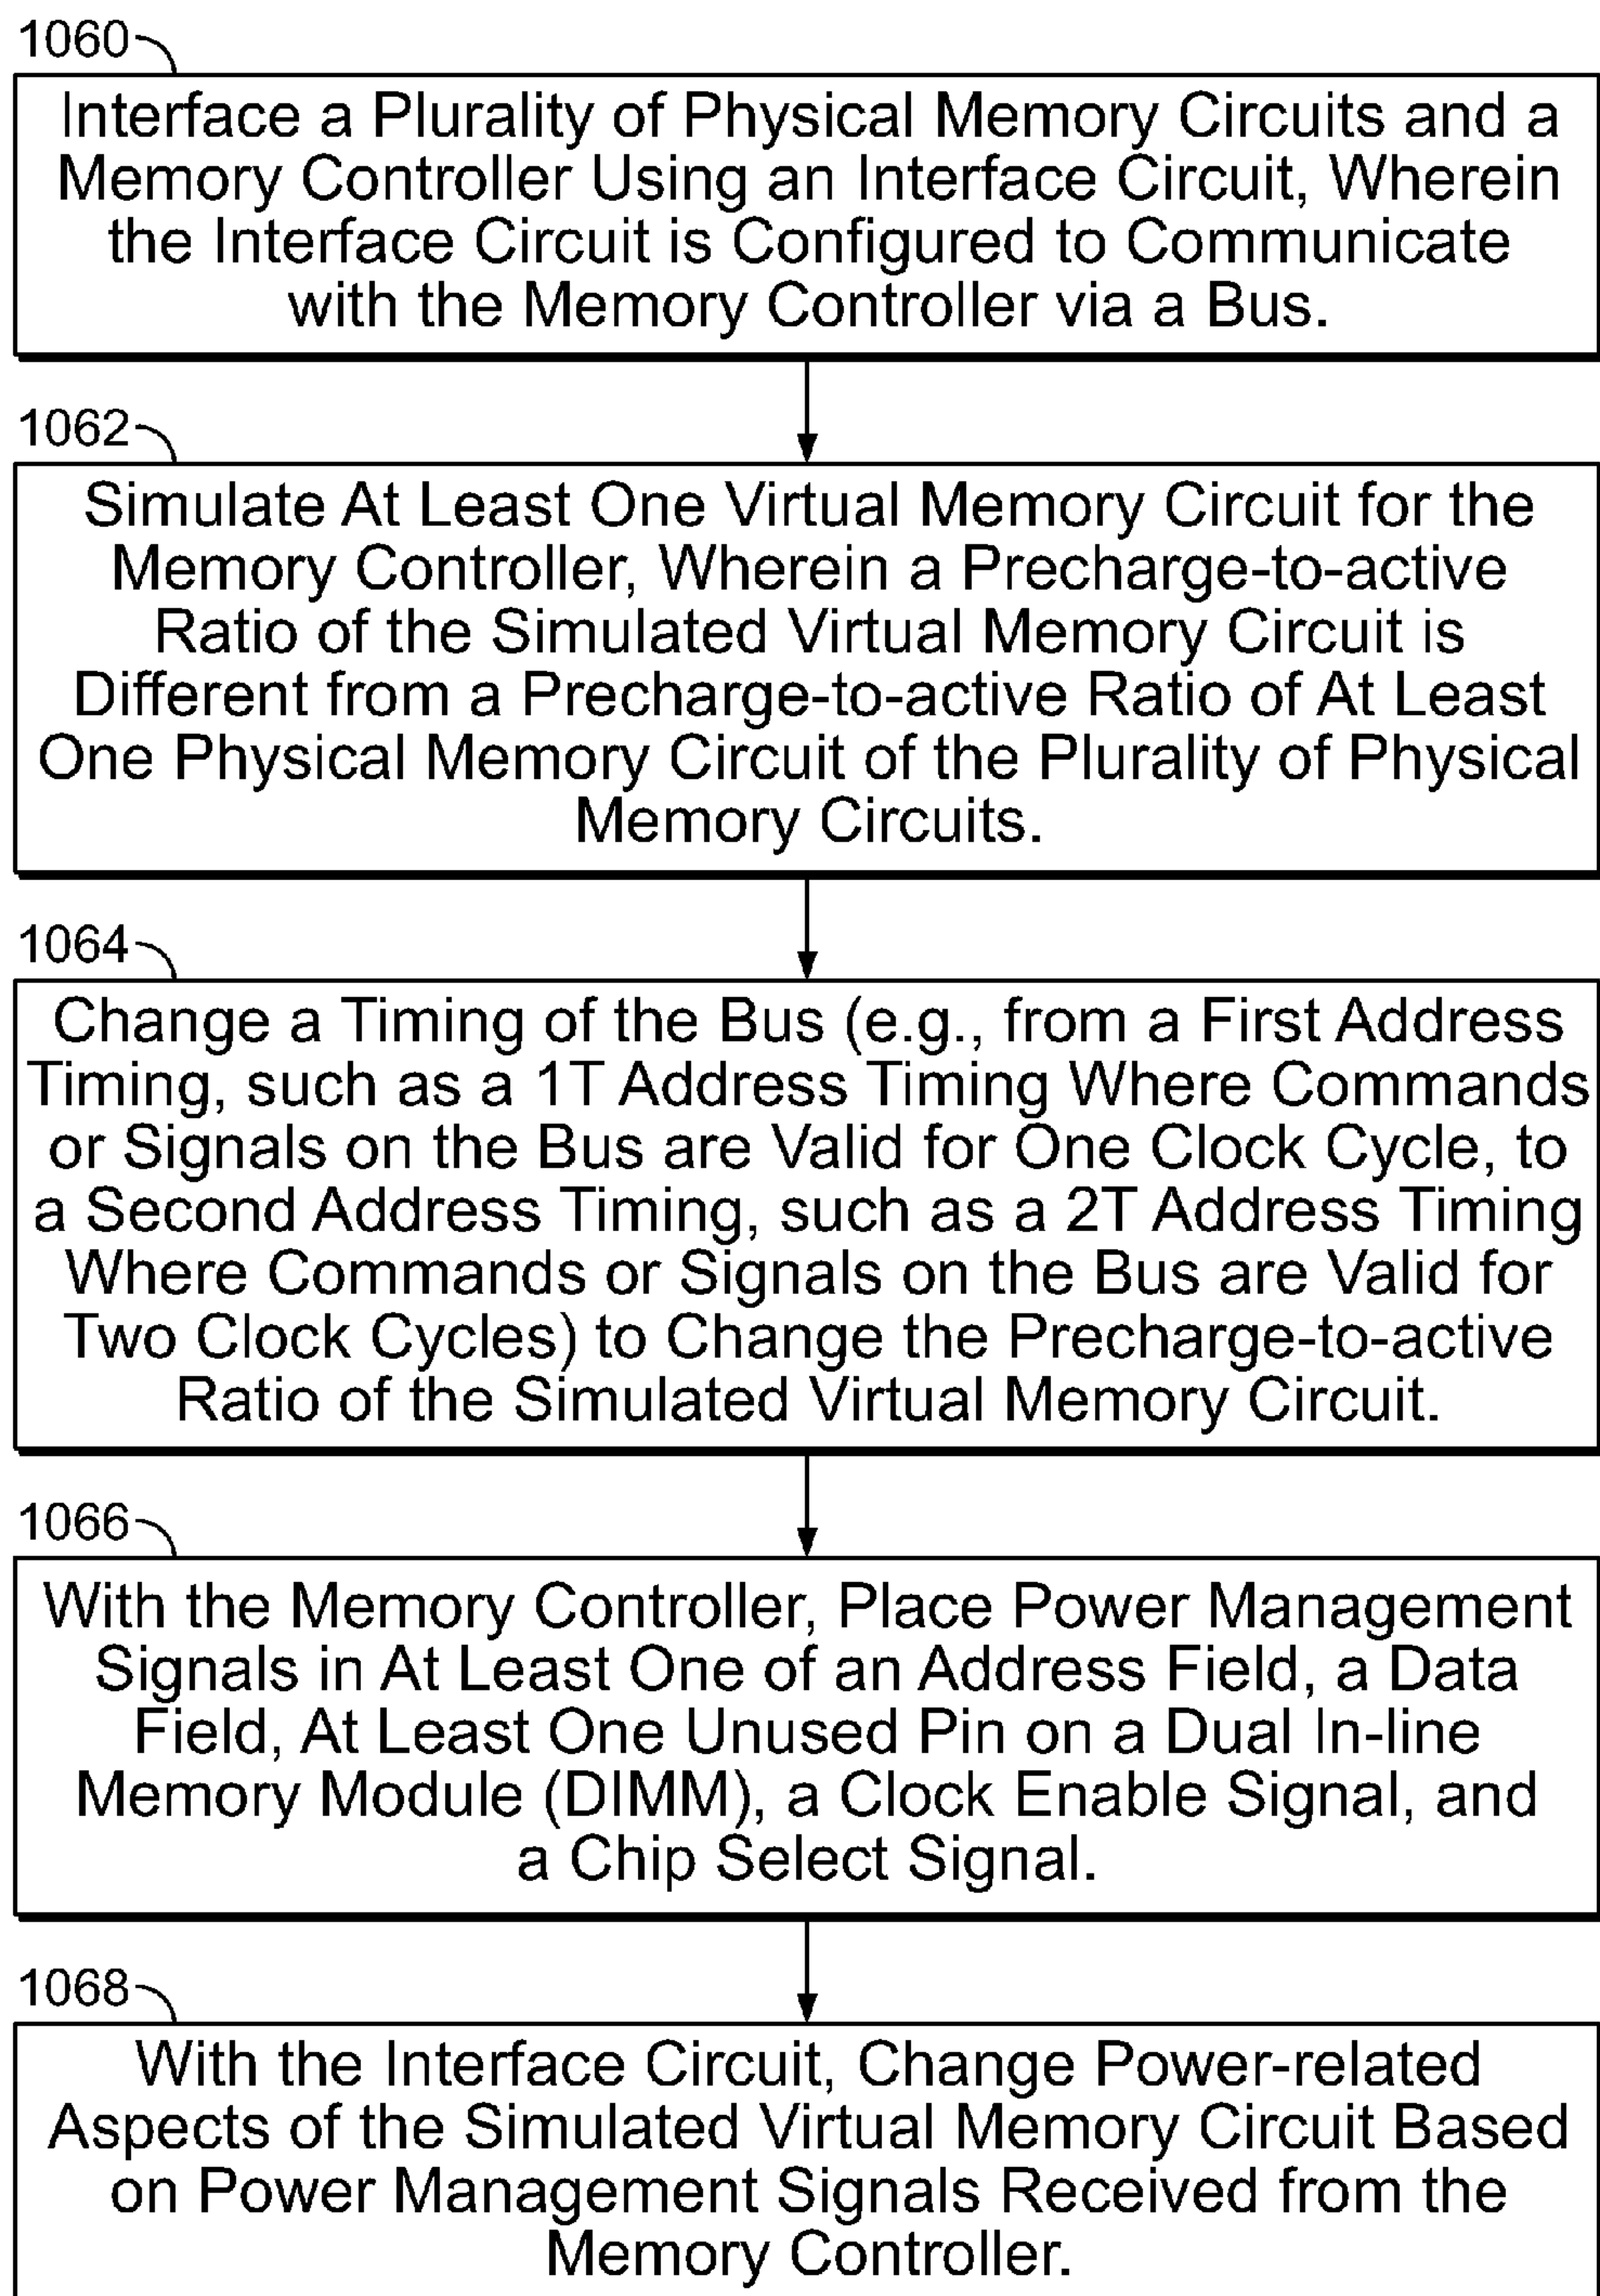 1060
Interface a Plurality of Physical Memory Circuits and a
Memory Controller Using an Interface Circuit, Wherein
the Interface Circuit is Configured to Communicate
with the Memory Controller via a Bus.
1062
Simulate At Least One Virtual Memory Circuit for the
Memory Controller, Wherein a Precharge-to-active
Ratio of the Simulated Virtual Memory Circuit is
Different from a Precharge-to-active Ratio of At Least
One Physical Memory Circuit of the Plurality of Physical
Memory Circuits.
1064
Change a Timing of the Bus (e.g., from a First Address
Timing, such as a 1T Address Timing Where Commands
or Signals on the Bus are Valid for One Clock Cycle, to
a Second Address Timing, such as a 2T Address Timing
Where Commands or Signals on the Bus are Valid for
Two Clock Cycles) to Change the Precharge-to-active
Ratio of the Simulated Virtual Memory Circuit.
1066
With the Memory Controller, Place Power Management
Signals in At Least One of an Address Field, a Data
Field, At Least One Unused Pin on a Dual In-line
Memory Module (DIMM), a Clock Enable Signal, and
a Chip Select Signal.
1068
With the Interface Circuit, Change Power-related
Aspects of the Simulated Virtual Memory Circuit Based
on Power Management Signals Received from the
Memory Controller.